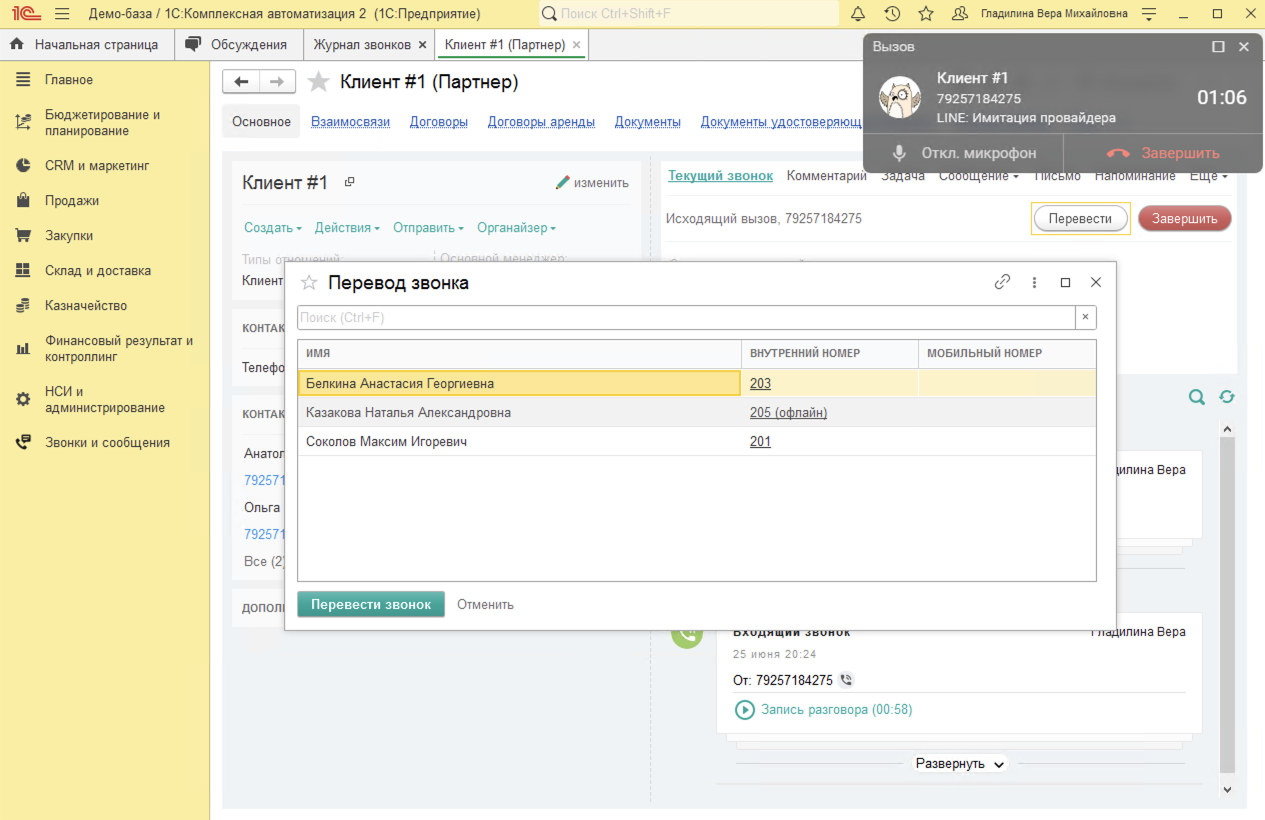 1С Демо-база / 1С:Комплексная автоматизация 2 (1С:Предприятие) Поиск Ctrl+Shift+F Гладилина Вера Михайловна
Начальная страница Обсуждения Журнал звонков × Клиент #1 (Партнер) ×
Главное
Бюджетирование и
планирование
CRM и маркетинг
Продажи
Закупки
Склад и доставка
Казначейство
Финансовый результат и
контроллинг
НСИ и
администрирование
Звонки и сообщения
Клиент #1 (Партнер)
Основное Взаимосвязи Договоры Договоры аренды Документы Документы удостоверяющ
Вызов
Клиент #1
79257184275
LINE: Имитация провайдера
01:06
Откл. микрофон Завершить
Клиент #1 изменить
Создать Действия Отправить Органайзер
Типы отношений Основной менеджер:
Клиент
КОНТАК
Телефо
КОНТАК
Анатол
792571
Ольга
792571
Все (2)
ДОПОЛ
Текущий звонок Комментарий Задача Сообщение Письмо Напоминание Еще
Исходящий вызов, 79257184275 Перевести Завершить
Перевод звонка
Поиск (Ctrl+F) ×
ИМЯ ВНУТРЕННИЙ НОМЕР МОБИЛЬНЫЙ НОМЕР
Белкина Анастасия Георгиевна 203
Казакова Наталья Александровна 205 (офлайн)
Соколов Максим Игоревич 201
Перевести звонок Отменить
дилина Вера
Входящий звонок Гладилина Вера
25 июня 20:24
От: 79257184275
Запись разговора (00:58)
Развернуть